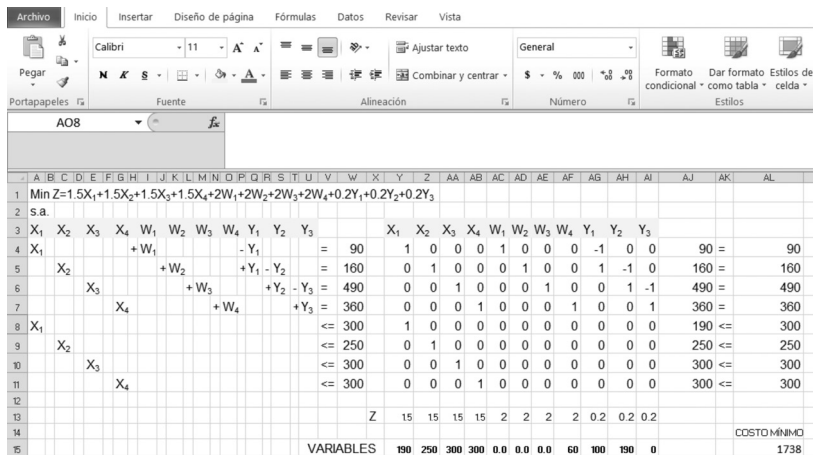 Archivo Inicio Insertar Diseño de página Fórmulas Datos Revisar Vista
Calibri 11 A A Ajustar texto General
Pegar N K S A Combinar y centrar $ % 000 Formato condicional Dar formato como tabla Estilos de celda
Portapapeles Fuente Alineación Número Estilos
AO8 fx
A B C D E F G H I J K L M N O P Q R S T U V W X Y Z AA AB AC AD AE AF AG AH AI AJ AK AL
1 Min Z=1.5X₁+1.5X₂+1.5X₃+1.5X₄+2W₁+2W₂+2W₃+2W₄+0.2Y₁+0.2Y₂+0.2Y₃
2 s.a.
3 X₁ X₂ X₃ X₄ W₁ W₂ W₃ W₄ Y₁ Y₂ Y₃ X₁ X₂ X₃ X₄ W₁ W₂ W₃ W₄ Y₁ Y₂ Y₃
4 X₁ + W₁ - Y₁ = 90 1 0 0 0 1 0 0 0 -1 0 0 90 = 90
5 X₂ + W₂ + Y₁ - Y₂ = 160 0 1 0 0 0 1 0 0 1 -1 0 160 = 160
6 X₃ + W₃ + Y₂ - Y₃ = 490 0 0 1 0 0 0 1 0 0 1 -1 490 = 490
7 X₄ + W₄ + Y₃ = 360 0 0 0 1 0 0 0 1 0 0 1 360 = 360
8 X₁ <= 300 1 0 0 0 0 0 0 0 0 0 0 190 <= 300
9 X₂ <= 250 0 1 0 0 0 0 0 0 0 0 0 250 <= 250
10 X₃ <= 300 0 0 1 0 0 0 0 0 0 0 0 300 <= 300
11 X₄ <= 300 0 0 0 1 0 0 0 0 0 0 0 300 <= 300
12
13 Z 1.5 1.5 1.5 1.5 2 2 2 2 0.2 0.2 0.2
14 COSTO MÍNIMO
15 VARIABLES 190 250 300 300 0.0 0.0 0.0 60 100 190 0 1738